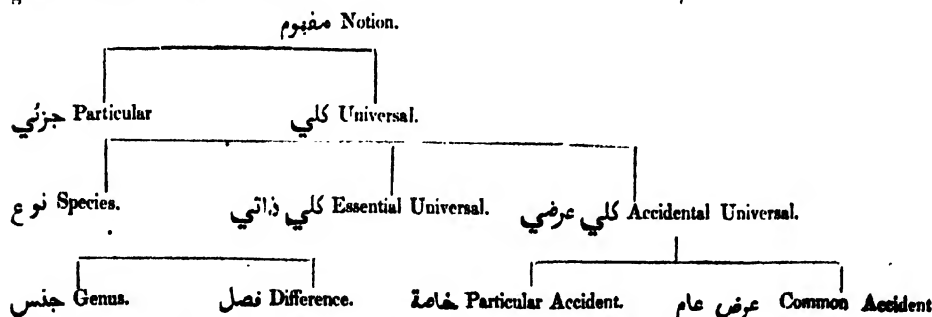 مفہوم Notion.
جزئي Particular كلي Universal.
نوع Species. كلي ذاتي Essential Universal. كلي عرضي Accidental Universal.
جنس Genus. فصل Difference. خاصة Particular Accident. عرض عام Common Accident